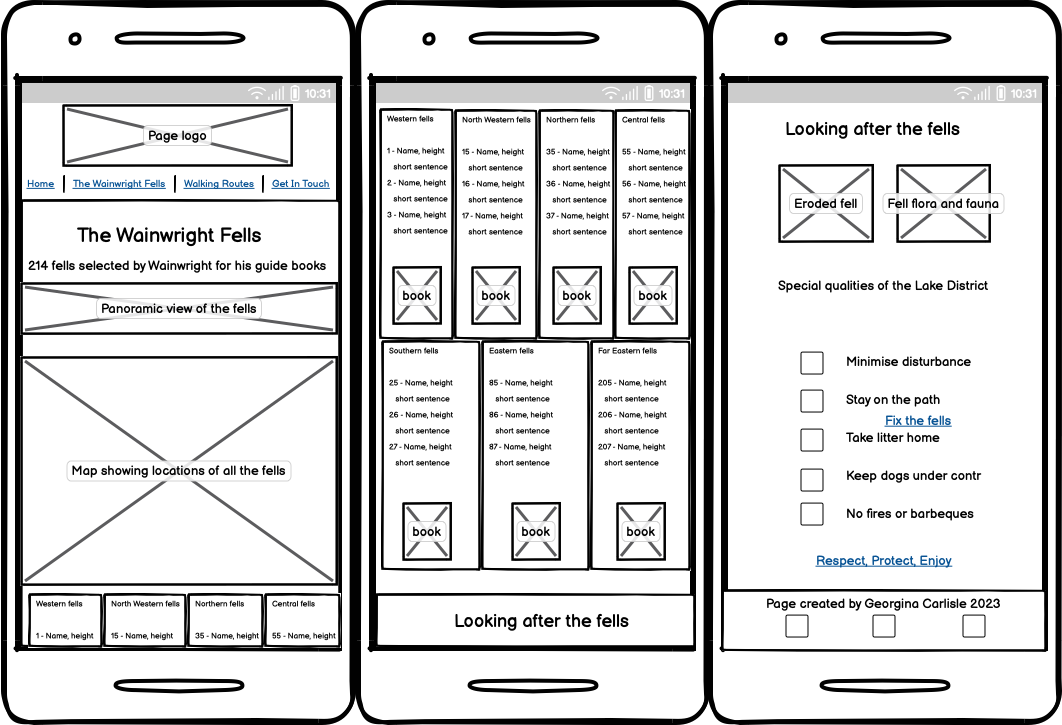 10:31
Page logo
Home The Wainwright Fells Walking Routes Get In Touch
The Wainwright Fells
214 fells selected by Wainwright for his guide books
Panoramic view of the fells
Map showing locations of all the fells
Western fells
1 - Name, height
North Western fells
15 - Name, height
Northern fells
35 - Name, height
Central fells
55 - Name, height
10:31
Western fells
1 - Name, height
short sentence
2 - Name, height
short sentence
3 - Name, height
short sentence
book
North Western fells
15 - Name, height
short sentence
16 - Name, height
short sentence
17 - Name, height
short sentence
book
Northern fells
35 - Name, height
short sentence
36 - Name, height
short sentence
37 - Name, height
short sentence
book
Central fells
55 - Name, height
short sentence
56 - Name, height
short sentence
57 - Name, height
short sentence
book
Southern fells
25 - Name, height
short sentence
26 - Name, height
short sentence
27 - Name, height
short sentence
book
Eastern fells
85 - Name, height
short sentence
86 - Name, height
short sentence
87 - Name, height
short sentence
book
Far Eastern fells
205 - Name, height
short sentence
206 - Name, height
short sentence
207 - Name, height
short sentence
book
Looking after the fells
10:31
Looking after the fells
Eroded fell
Fell flora and fauna
Special qualities of the Lake District
Minimise disturbance
Stay on the path
Fix the fells
Take litter home
Keep dogs under contr
No fires or barbeques
Respect, Protect, Enjoy
Page created by Georgina Carlisle 2023